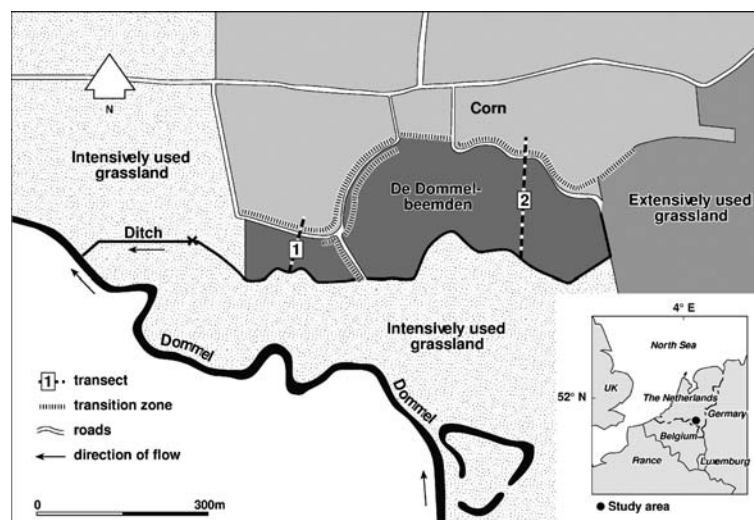 N
Corn
Intensively used
grassland
De Dommel-
beemden
2
Extensively used
grassland
Ditch
1
Intensively used
grassland
Dommel
Dommel
1 transect
transition zone
roads
direction of flow
0 300m
4° E
North Sea
52° N
UK
The Netherlands
Germany
Belgium
France
Luxemburg
Study area